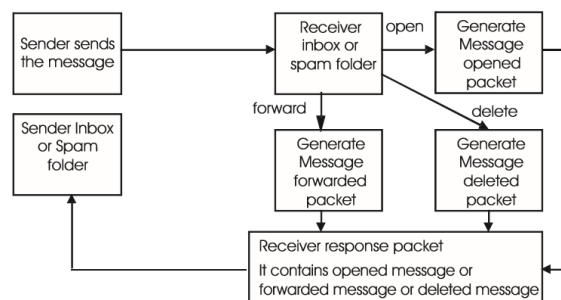 Sender sends
the message
Receiver
inbox or
spam folder
open
Generate
Message
opened
packet
forward
delete
Sender Inbox
or Spam
folder
Generate
Message
forwarded
packet
Generate
Message
deleted
packet
Receiver response packet
It contains opened message or
forwarded message or deleted message